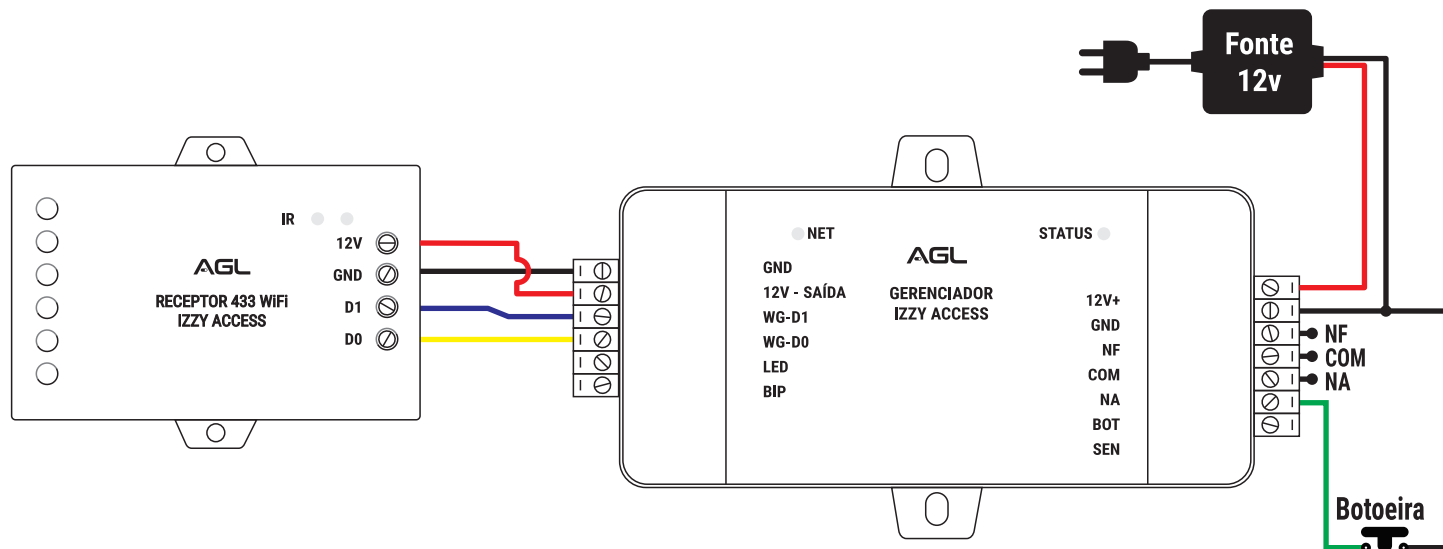 Fonte
12v
IR
12V
GND
D1
D0
AGL
RECEPTOR 433 WiFi
IZZY ACCESS
NET
STATUS
AGL
GERENCIADOR
IZZY ACCESS
GND
12V - SAÍDA
WG-D1
WG-D0
LED
BIP
12V+
GND
NF
COM
NA
BOT
SEN
NF
COM
NA
Botoeira